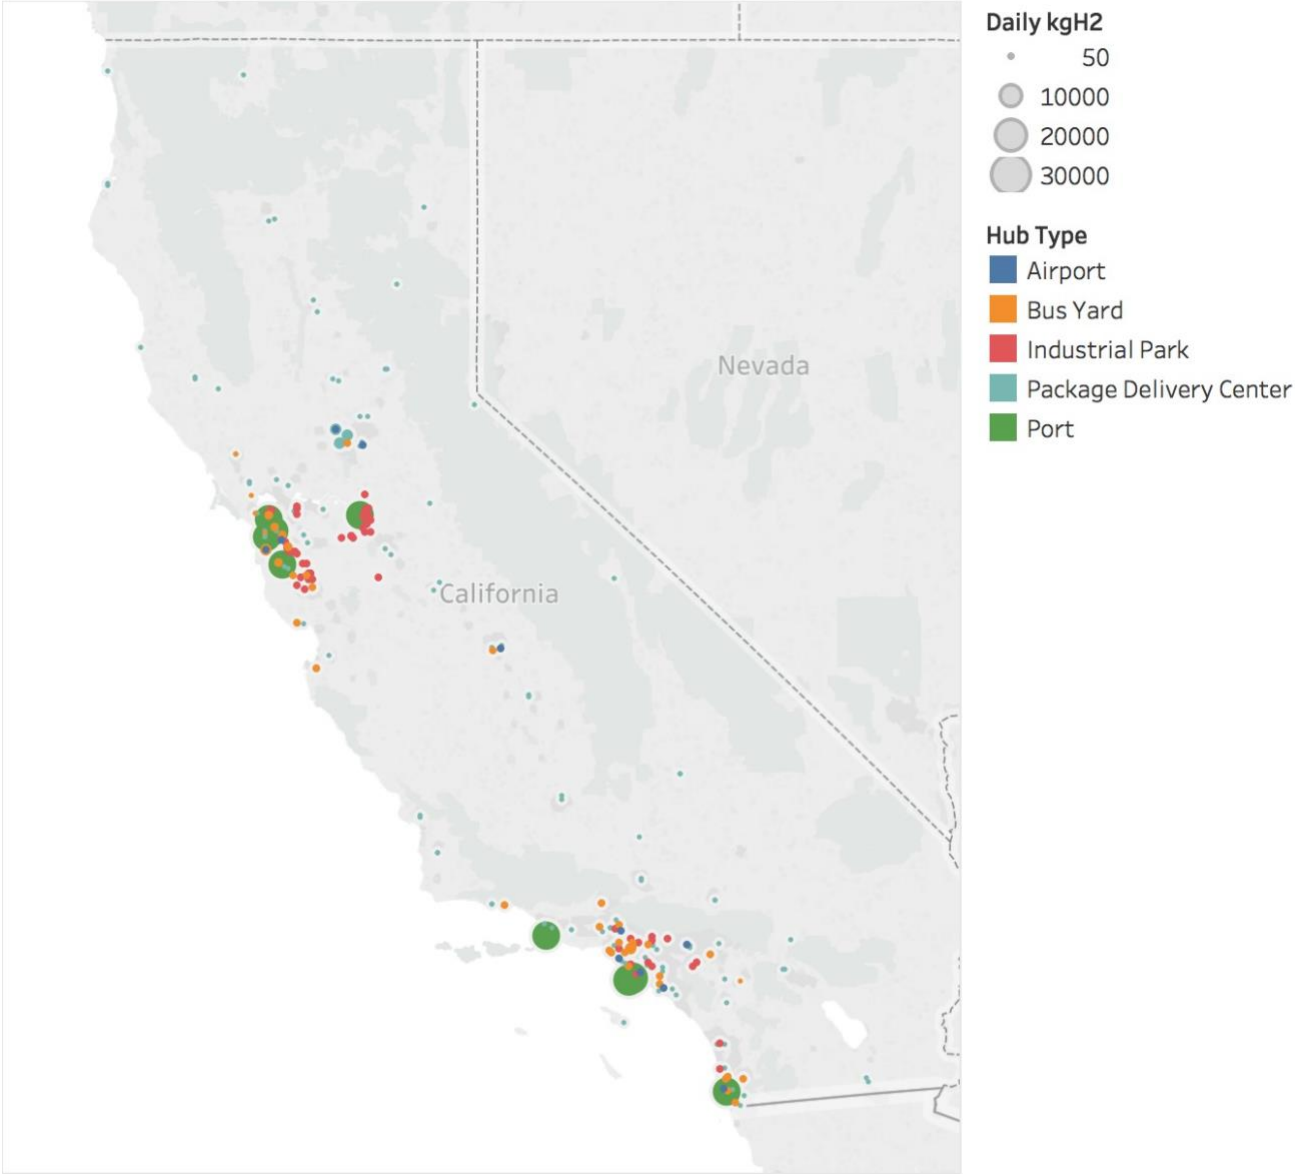 Daily kgH2
50
10000
20000
30000
Hub Type
Airport
Bus Yard
Industrial Park
Package Delivery Center
Port
Nevada
California